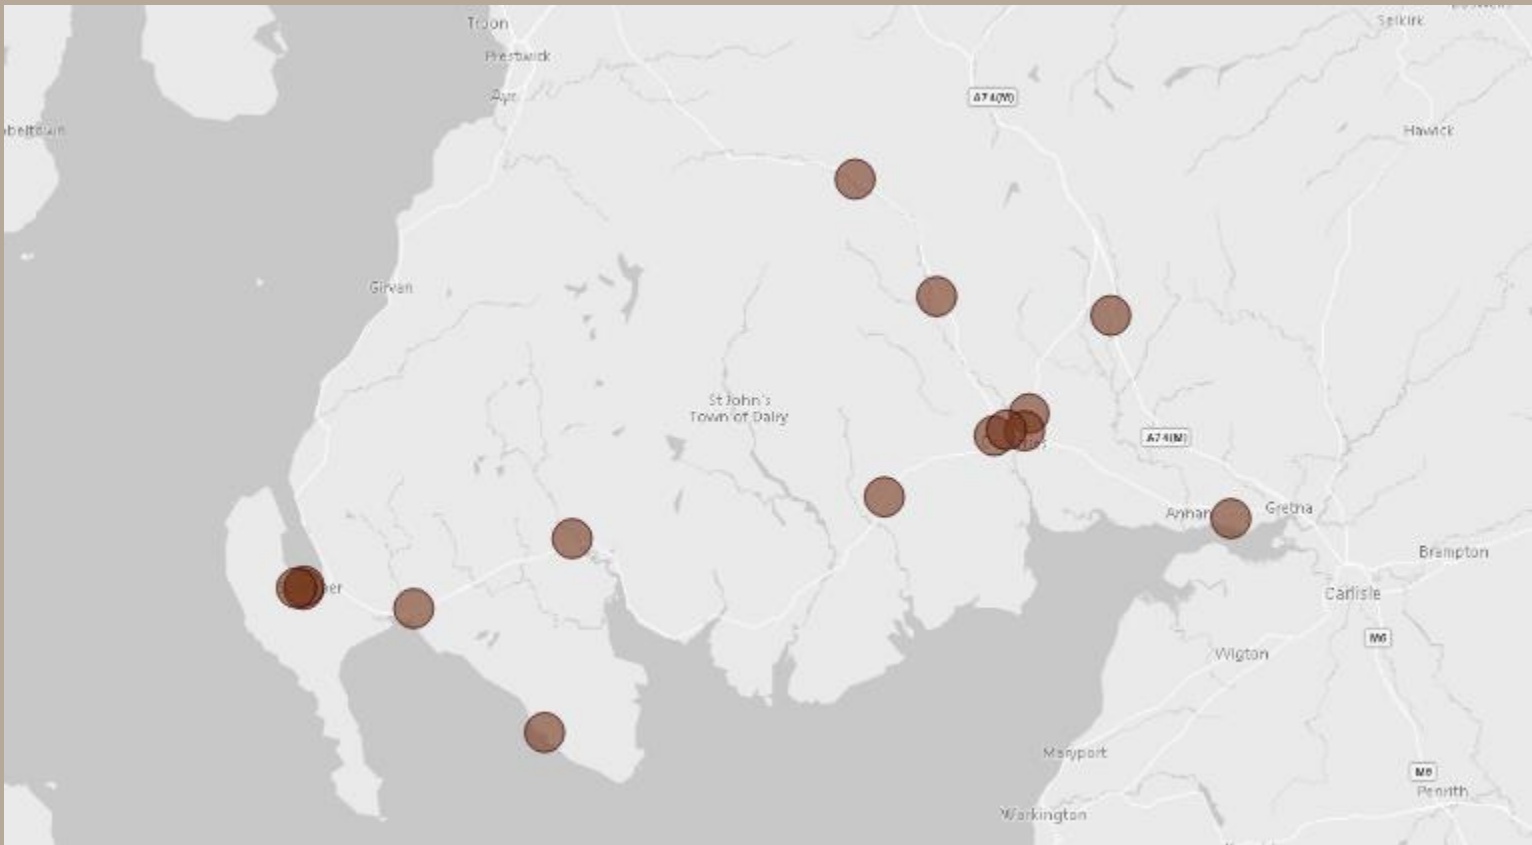 Troon
Selkirk
Prestwick
Ayr
A74(M)
Hawick
Girvan
St John's
Town of Dalry
A74(M)
Annan
Gretna
Brampton
Carlisle
M6
Wigton
Maryport
M6
Penrith
Workington